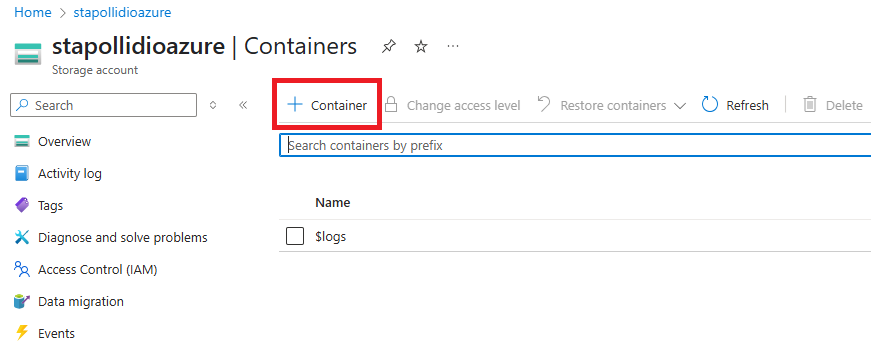 Home > stapollidioazure
stapollidioazure | Containers
Storage account
Search
Container
Change access level
Restore containers
Refresh
Delete
Search containers by prefix
Overview
Activity log
Tags
Diagnose and solve problems
Access Control (IAM)
Data migration
Events
Name
$logs